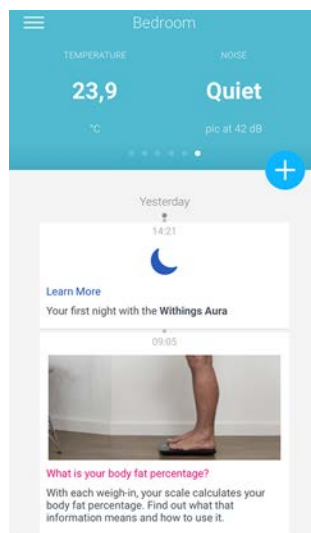 Bedroom
TEMPERATURE NOISE
23,9 Quiet
°C pic at 42 dB
Yesterday
14:21
Learn More
Your first night with the Withings Aura
09:05
What is your body fat percentage?
With each weigh-in, your scale calculates your
body fat percentage. Find out what that
information means and how to use it.